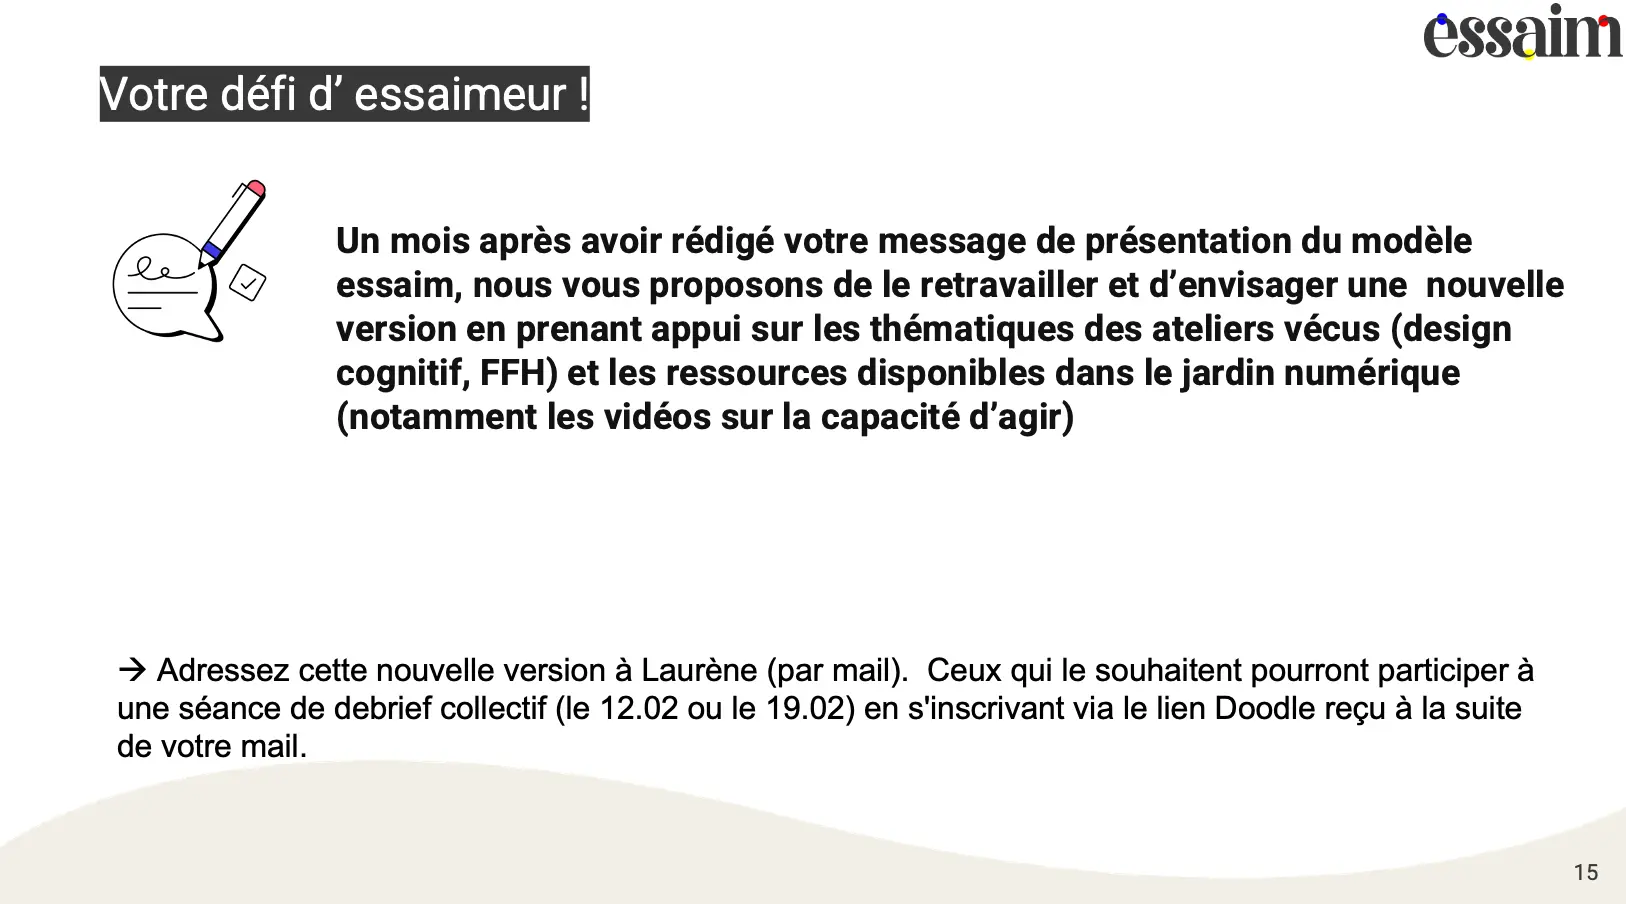 essaim
Votre défi d’ essaimeur !
Un mois après avoir rédigé votre message de présentation du modèle
essaim, nous vous proposons de le retravailler et d’envisager une  nouvelle
version en prenant appui sur les thématiques des ateliers vécus (design
cognitif, FFH) et les ressources disponibles dans le jardin numérique
(notamment les vidéos sur la capacité d’agir)
→ Adressez cette nouvelle version à Laurène (par mail).  Ceux qui le souhaitent pourront participer à
une séance de debrief collectif (le 12.02 ou le 19.02) en s'inscrivant via le lien Doodle reçu à la suite
de votre mail.
15